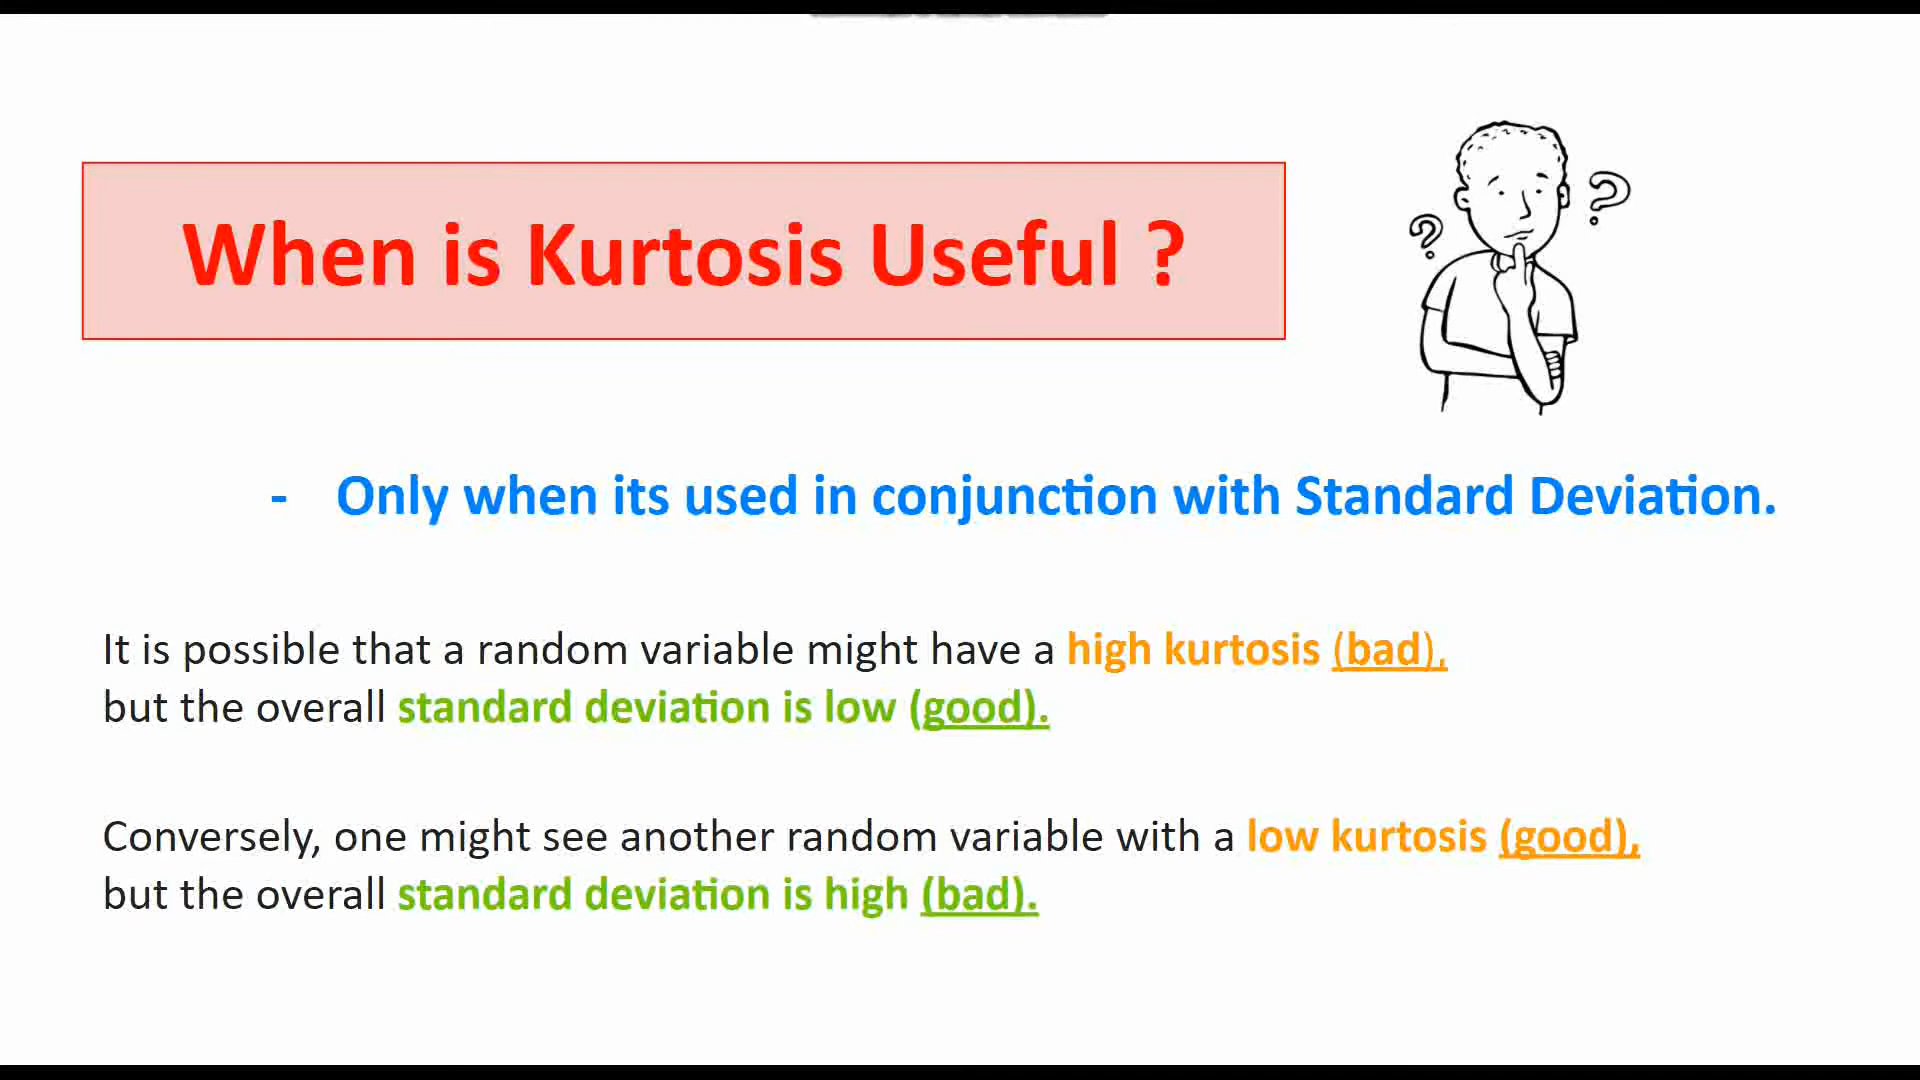 When is Kurtosis Useful ?
? ?
- Only when its used in conjunction with Standard Deviation.
It is possible that a random variable might have a high kurtosis (bad),
but the overall standard deviation is low (good).
Conversely, one might see another random variable with a low kurtosis (good),
but the overall standard deviation is high (bad).